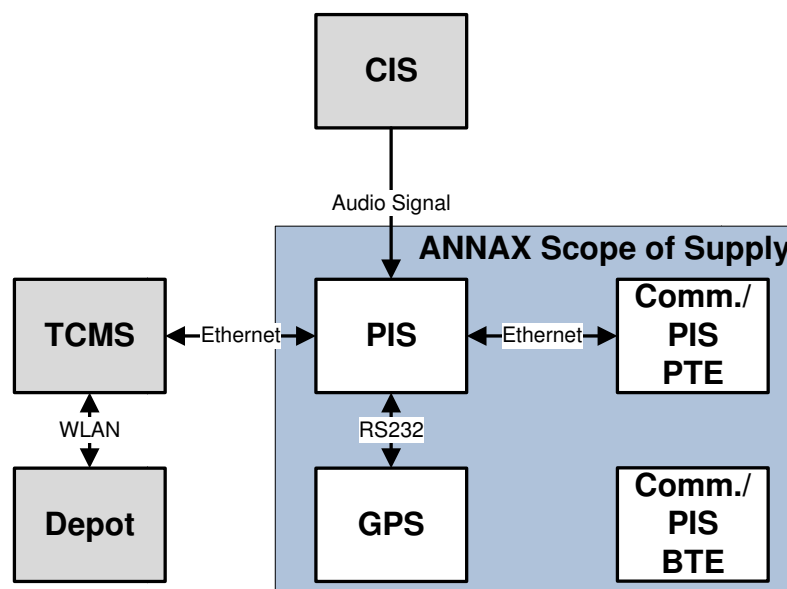 CIS
Audio Signal
ANNAX Scope of Supply
TCMS
Ethernet
PIS
Ethernet
Comm./
PIS
PTE
WLAN
RS232
Depot
GPS
Comm./
PIS
BTE